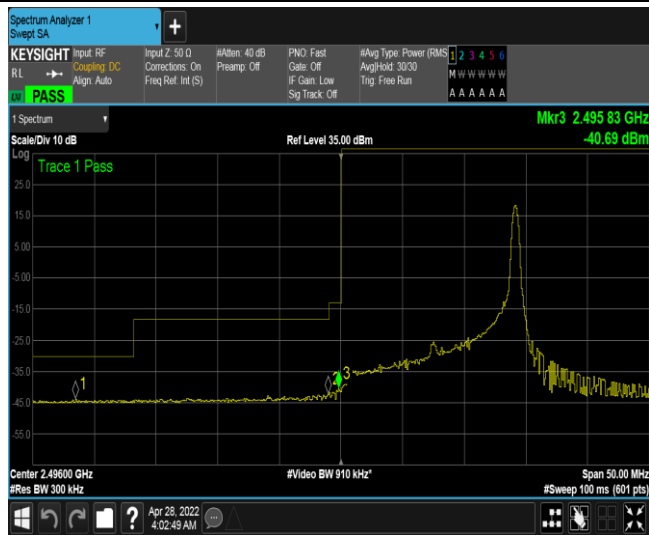 Spectrum Analyzer 1
Swept SA
+
KEYSIGHT
RL
LXI
PASS
Input: RF
Coupling: DC
Align: Auto
Input Z: 50 Ω
Corrections: On
Freq Ref: Int (S)
#Atten: 40 dB
Preamp: Off
PNO: Fast
Gate: Off
IF Gain: Low
Sig Track: Off
#Avg Type: Power (RMS
Avg|Hold: 30/30
Trig: Free Run
1 2 3 4 5 6
M W W W W W
A A A A A A
1 Spectrum
Mkr3 2.495 83 GHz
Scale/Div 10 dB
Ref Level 35.00 dBm
-40.69 dBm
Log
Trace 1 Pass
25.0
15.0
5.00
-5.00
-15.0
-25.0
-35.0
-45.0
-55.0
1
2
3
Center 2.49600 GHz
#Video BW 910 kHz*
Span 50.00 MHz
#Res BW 300 kHz
#Sweep 100 ms (601 pts)
?
Apr 28, 2022
4:02:49 AM